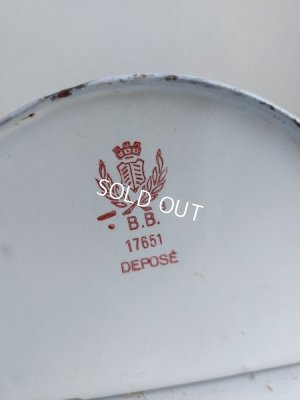 SOLD OUT
B.B.
17651
DEPOSÉ